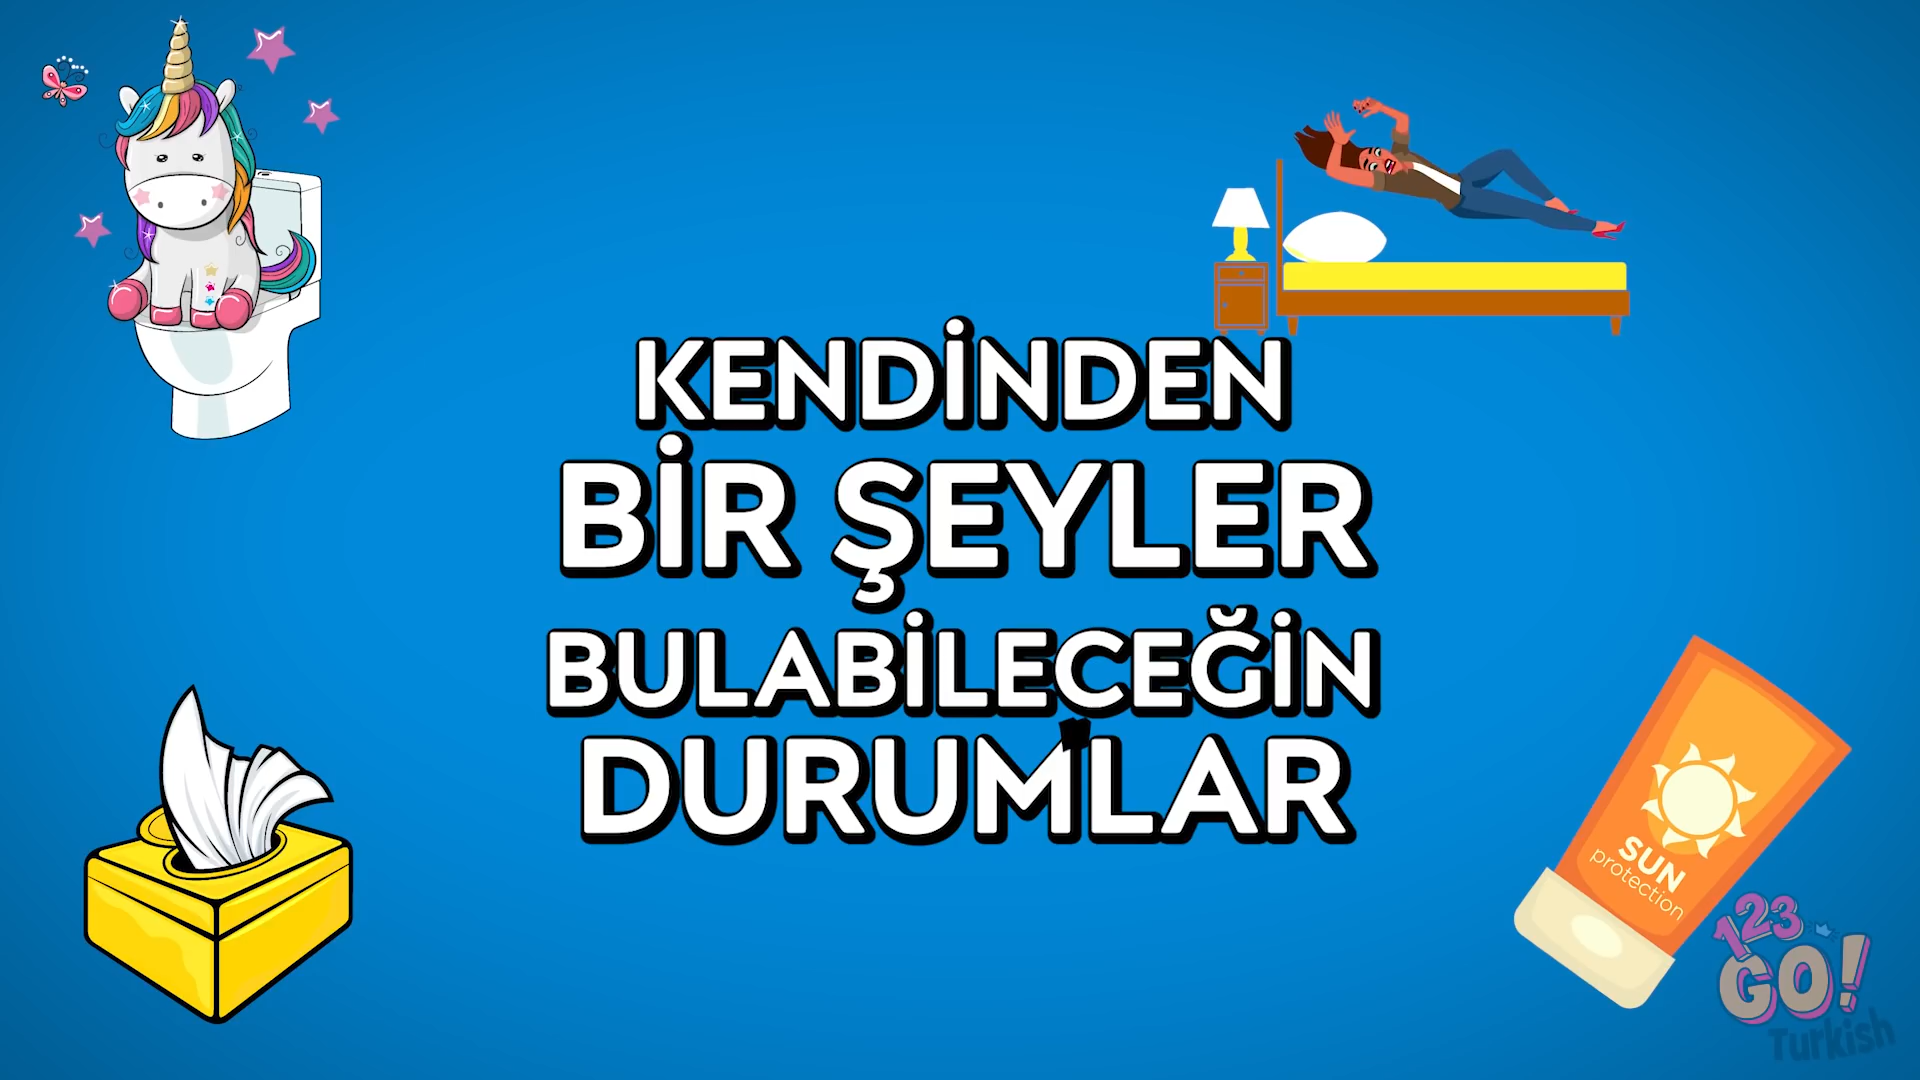 KENDİNDEN
BİR ŞEYLER
BULABİLECEĞİN
DURUMLAR
SUN
protection
123
GO!
Turkish